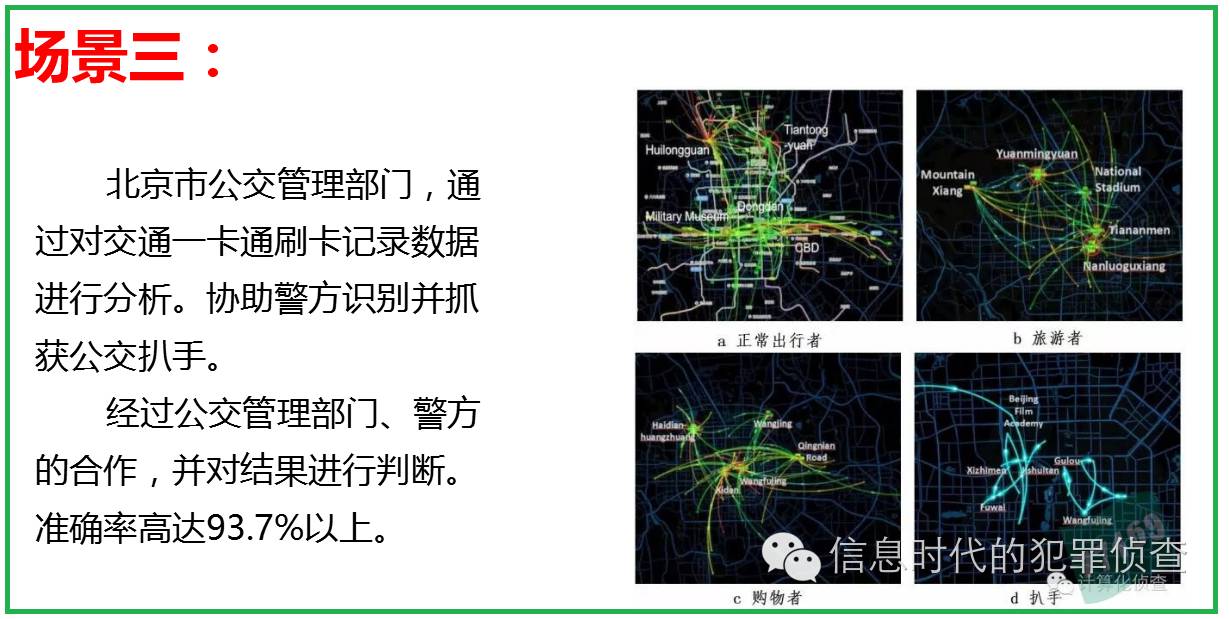 场景三：
北京市公交管理部门，通
过对交通一卡通刷卡记录数据
进行分析。协助警方识别并抓
获公交扒手。
经过公交管理部门、警方
的合作，并对结果进行判断。
准确率高达93.7%以上。
Huilongguan
Tiantong
-yuan
Military Museum
Dongdan
CBD
a 正常出行者
Yuanmingyuan
Mountain
Xiang
National
Stadium
Tiananmen
Nanluoguxiang
b 旅游者
Haidian
huangzhuang
Wangjing
Qingnian
Road
Xidan
Wangfujing
c 购物者
Beijing
Film
Academy
Xizhimen
Jishuitan
Gulou
Fuwai
Wangfujing
d 扒手
信息时代的犯罪侦查
计算化侦查